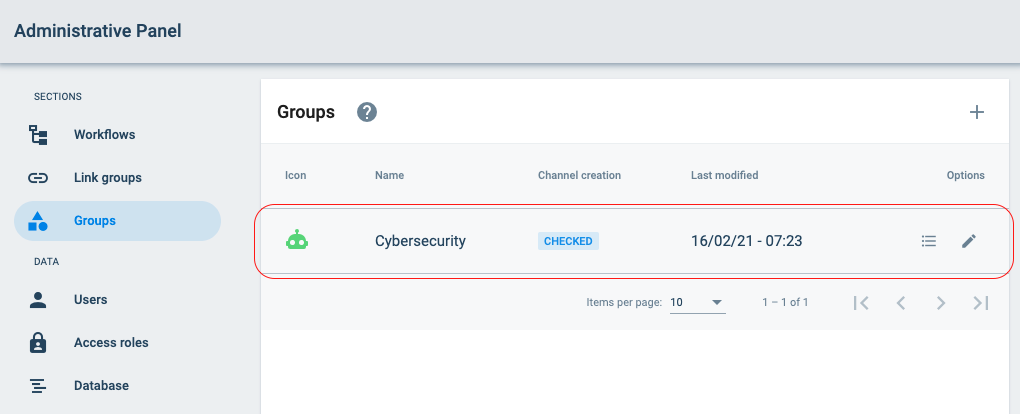 Administrative Panel
SECTIONS
Workflows
Link groups
Groups
DATA
Users
Access roles
Database
Groups ?
Icon Name Channel creation Last modified Options
Cybersecurity CHECKED 16/02/21 - 07:23
Items per page: 10 1 – 1 of 1